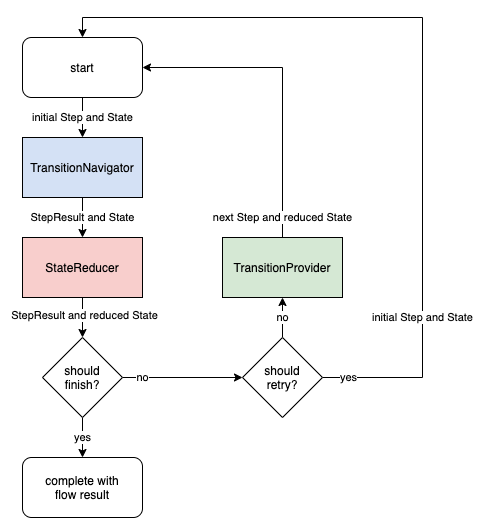 start
initial Step and State
TransitionNavigator
StepResult and State
next Step and reduced State
StateReducer
TransitionProvider
StepResult and reduced State
no
initial Step and State
should
finish?
no
should
retry?
yes
yes
complete with
flow result